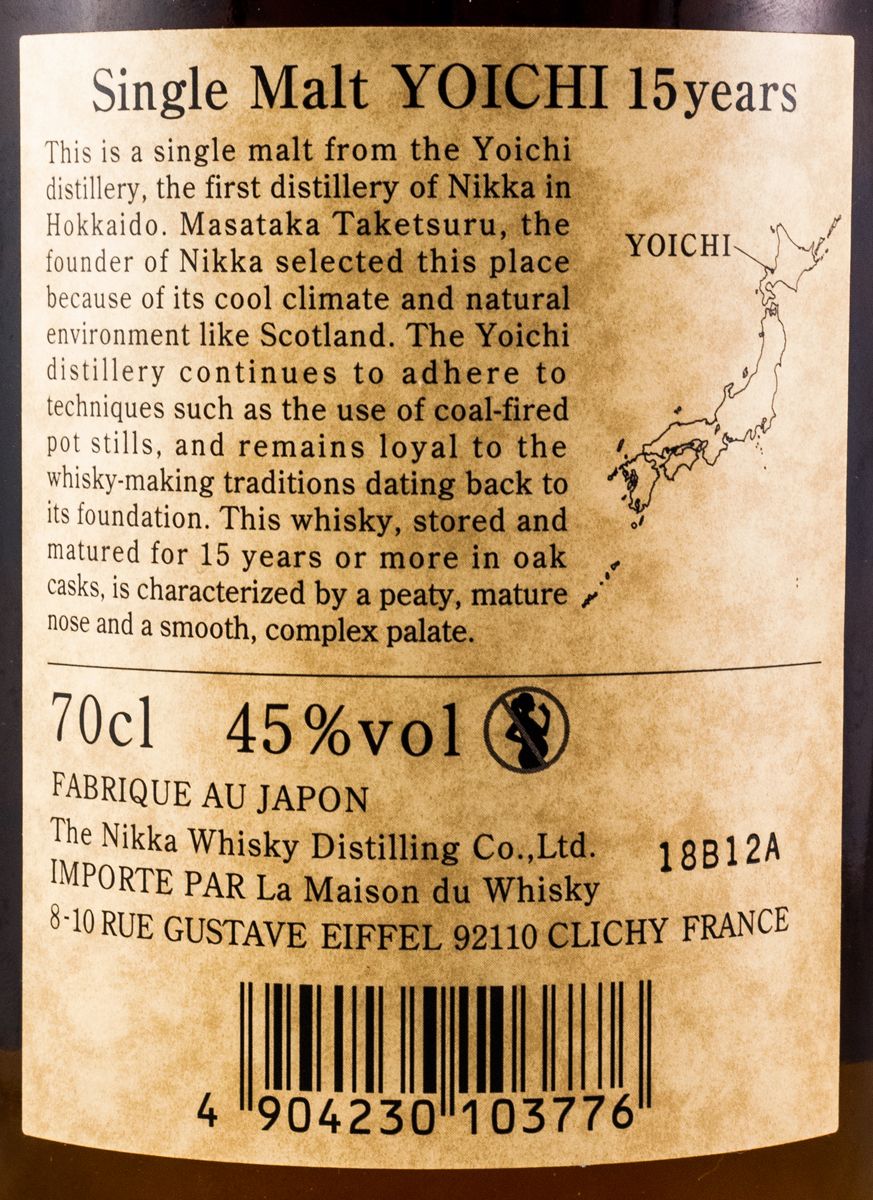 Single Malt YOICHI 15years
This is a single malt from the Yoichi
distillery, the first distillery of Nikka in
Hokkaido. Masataka Taketsuru, the
founder of Nikka selected this place
because of its cool climate and natural
environment like Scotland. The Yoichi
distillery continues to adhere to
techniques such as the use of coal-fired
pot stills, and remains loyal to the
whisky-making traditions dating back to
its foundation. This whisky, stored and
matured for 15 years or more in oak
casks, is characterized by a peaty, mature
nose and a smooth, complex palate.
YOICHI
70cl 45%vol
FABRIQUE AU JAPON
The Nikka Whisky Distilling Co.,Ltd.
18B12A
IMPORTE PAR La Maison du Whisky
8-10 RUE GUSTAVE EIFFEL 92110 CLICHY FRANCE
4 904230 103776